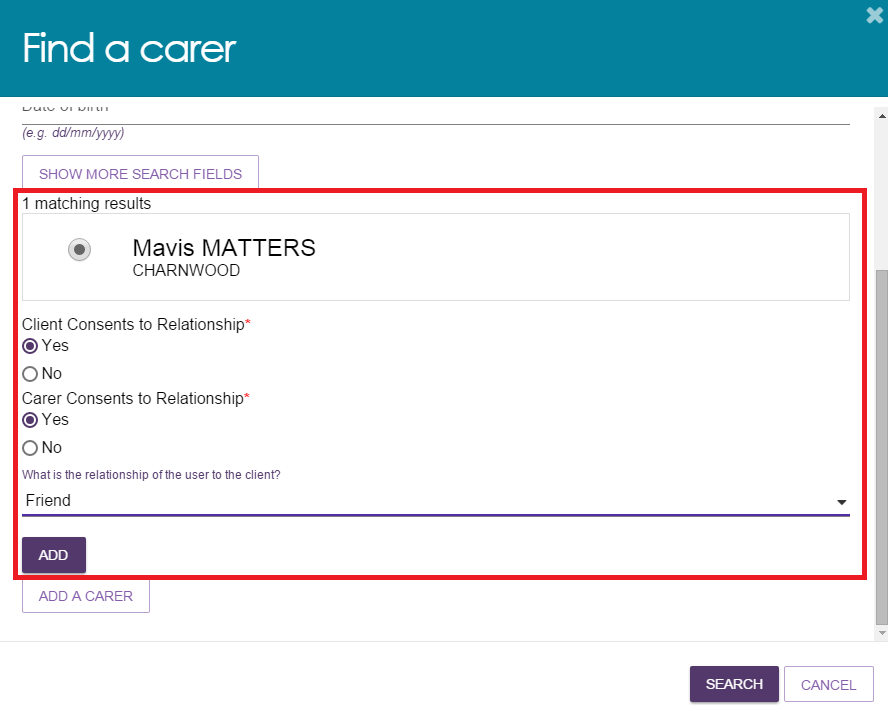 Find a carer
Date of birth
(e.g. dd/mm/yyyy)
SHOW MORE SEARCH FIELDS
1 matching results
Mavis MATTERS
CHARNWOOD
Client Consents to Relationship*
Yes
No
Carer Consents to Relationship*
Yes
No
What is the relationship of the user to the client?
Friend
ADD
ADD A CARER
SEARCH CANCEL